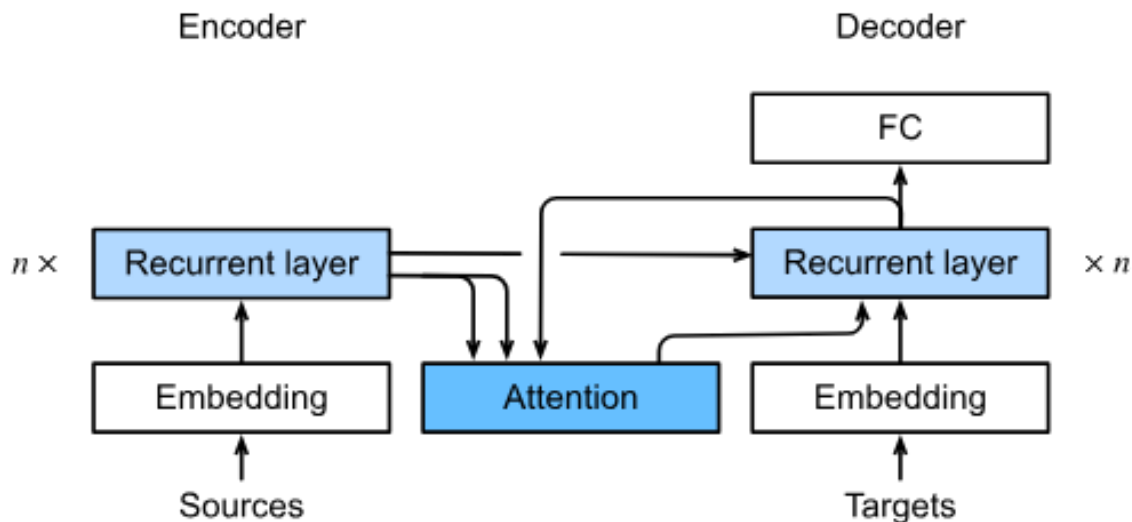 Encoder
Decoder
FC
n ×
Recurrent layer
Recurrent layer
× n
Embedding
Attention
Embedding
Sources
Targets